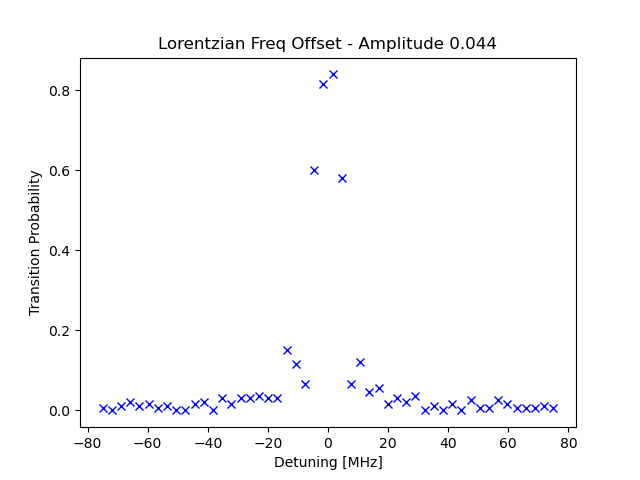 Lorentzian Freq Offset - Amplitude 0.044
0.8
0.6
0.4
0.2
0.0
Transition Probability
−80 −60 −40 −20 0 20 40 60 80
Detuning [MHz]